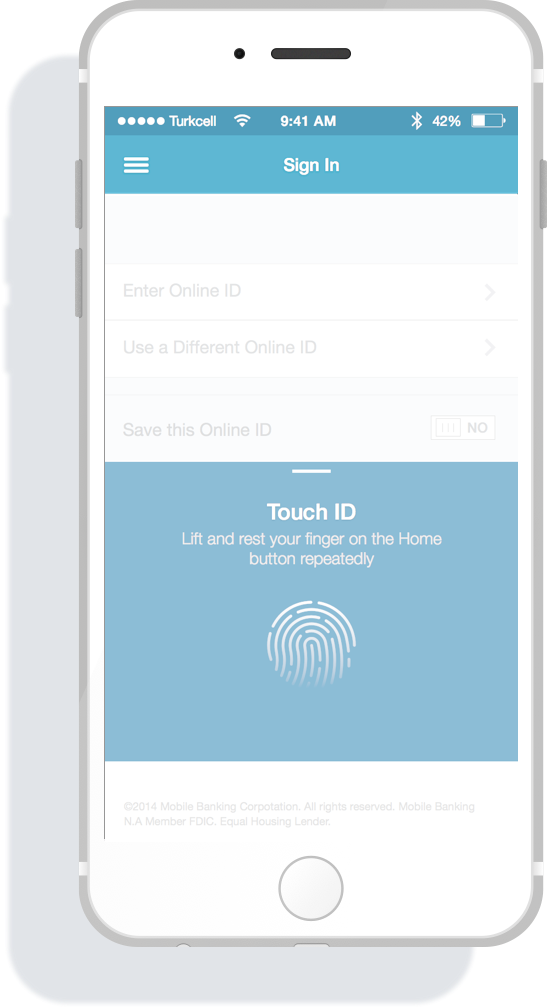 Turkcell 9:41 AM 42%
Sign In
Enter Online ID
Use a Different Online ID
Save this Online ID NO
Touch ID
Lift and rest your finger on the Home
button repeatedly
©2014 Mobile Banking Corpotation. All rights reserved. Mobile Banking
N.A Member FDIC. Equal Housing Lender.